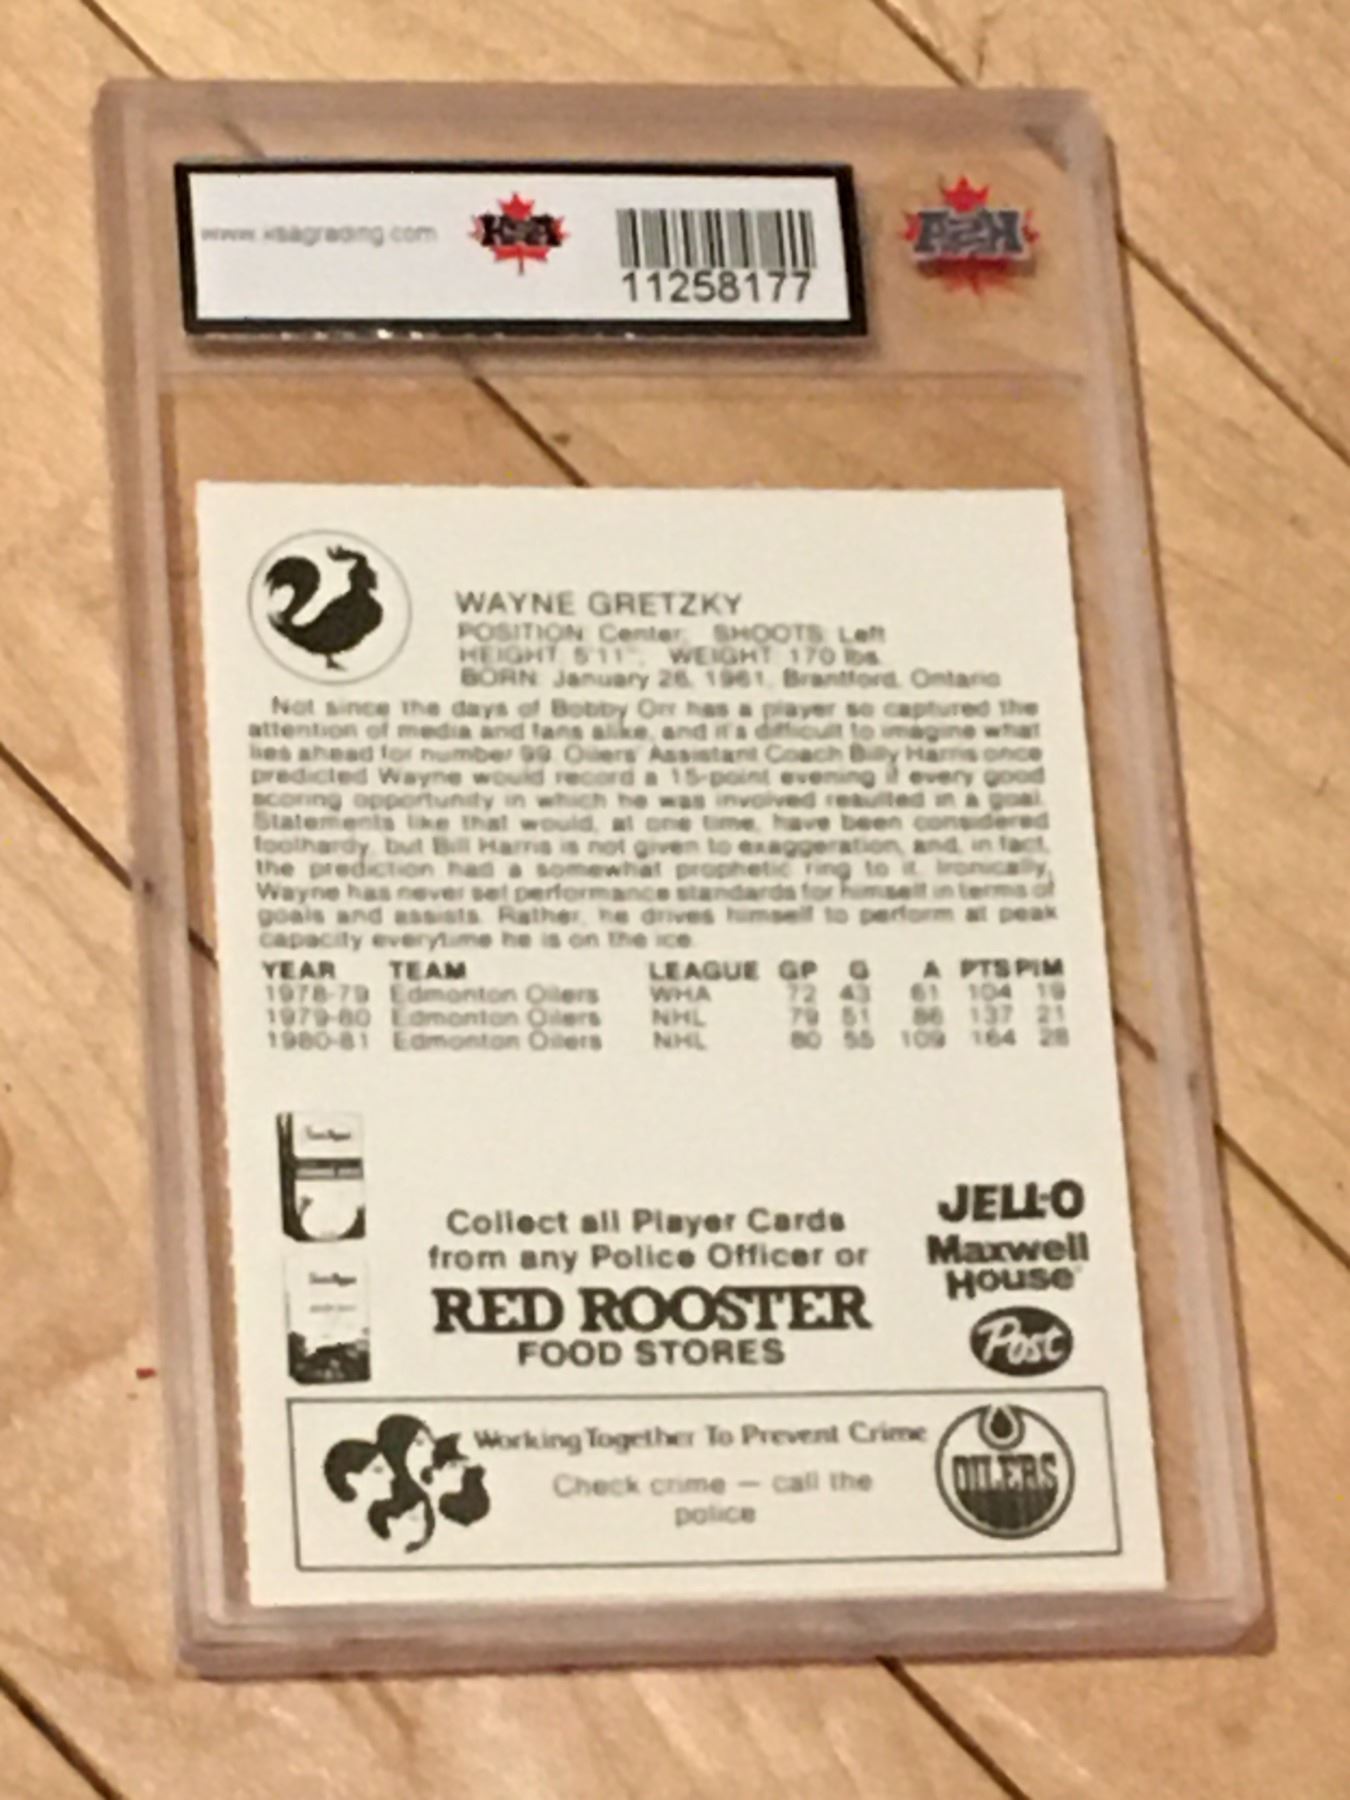 www.ksagrading.com
KSA
11258177
KSA
WAYNE GRETZKY
POSITION: Center; SHOOTS: Left
HEIGHT: 5'11"; WEIGHT: 170 lbs.
BORN: January 26, 1961, Brantford, Ontario
Not since the days of Bobby Orr has a player so captured the
attention of media and fans alike, and it's difficult to imagine what
lies ahead for number 99. Oilers' Assistant Coach Billy Harris once
predicted Wayne would record a 15-point evening if every good
scoring opportunity in which he was involved resulted in a goal.
Statements like that would, at one time, have been considered
foolhardy, but Bill Harris is not given to exaggeration, and, in fact,
the prediction had a somewhat prophetic ring to it. Ironically,
Wayne has never set performance standards for himself in terms of
goals and assists. Rather, he drives himself to perform at peak
capacity everytime he is on the ice.
YEAR TEAM LEAGUE GP G A PTS PIM
1978-79 Edmonton Oilers WHA 72 43 61 104 19
1979-80 Edmonton Oilers NHL 79 51 86 137 21
1980-81 Edmonton Oilers NHL 80 55 109 164 28
Collect all Player Cards
from any Police Officer or
RED ROOSTER
FOOD STORES
JELL-O
Maxwell
House
Post
Working Together To Prevent Crime
Check crime — call the
police
OILERS